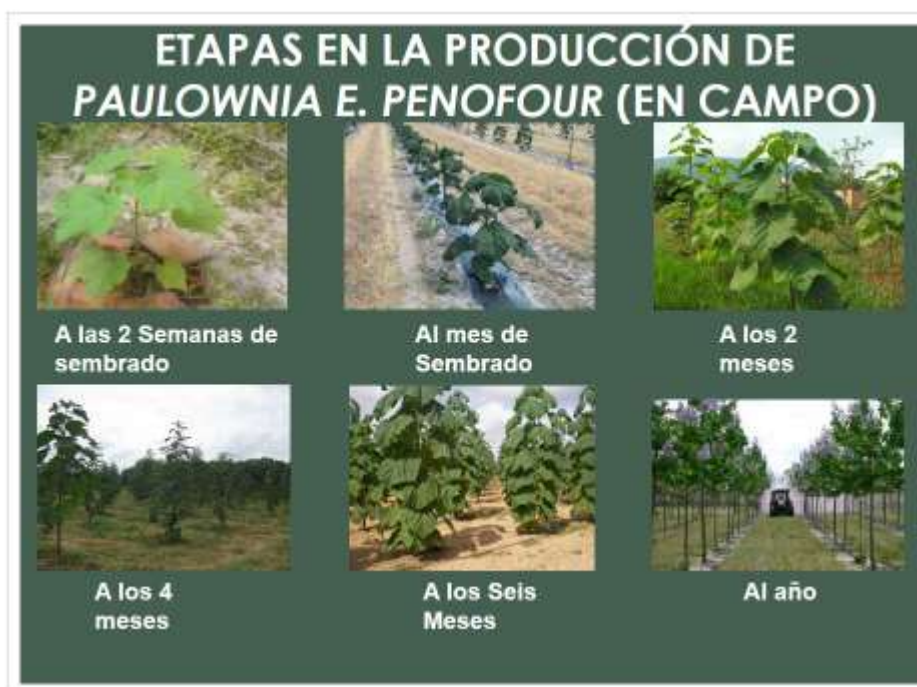 ETAPAS EN LA PRODUCCIÓN DE
PAULOWNIA E. PENOFOUR (EN CAMPO)
A las 2 Semanas de
sembrado
Al mes de
Sembrado
A los 2
meses
A los 4
meses
A los Seis
Meses
Al año